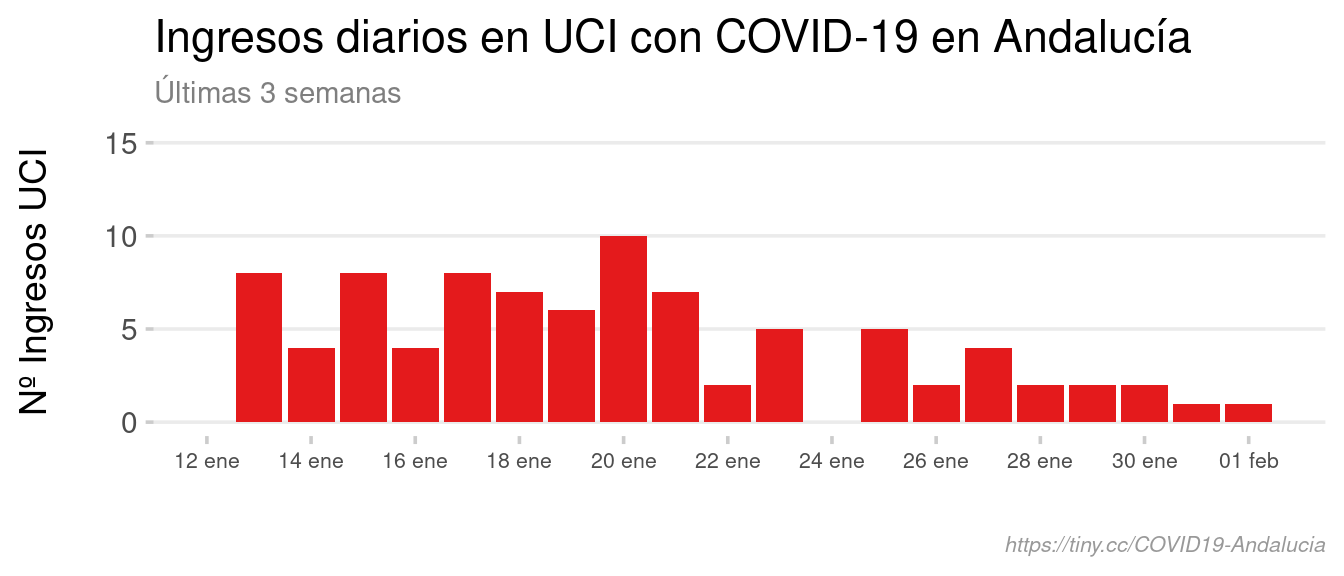 Ingresos diarios en UCI con COVID-19 en Andalucía
Últimas 3 semanas
Nº Ingresos UCI
15
10
5
0
12 ene 14 ene 16 ene 18 ene 20 ene 22 ene 24 ene 26 ene 28 ene 30 ene 01 feb
https://tiny.cc/COVID19-Andalucia